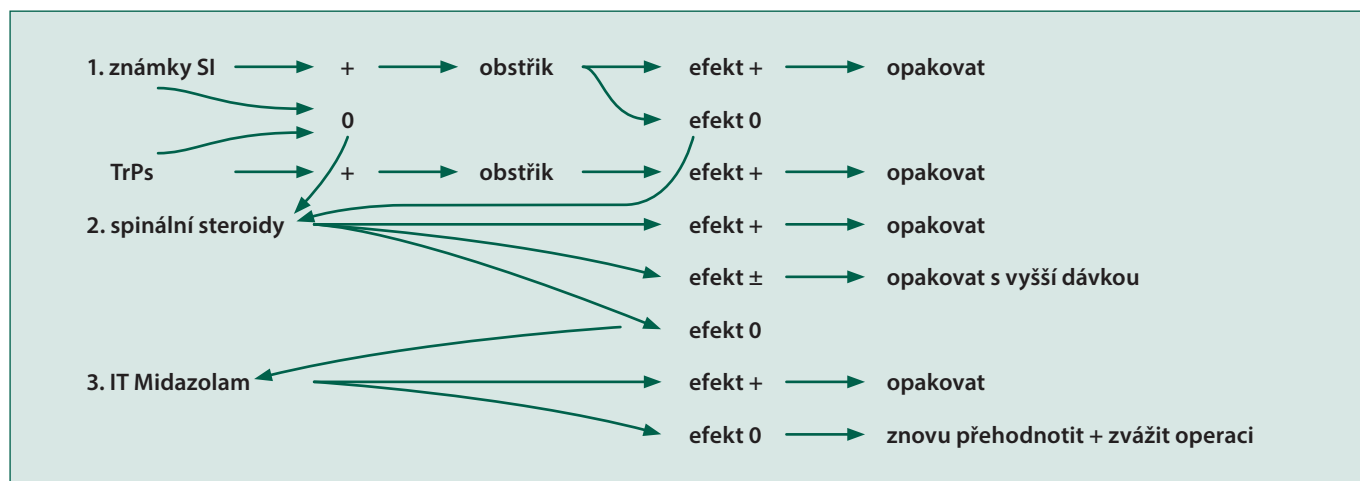 1. známky SI + obstřik efekt + opakovat
0 efekt 0
TrPs + obstřik efekt + opakovat
2. spinální steroidy efekt + opakovat
efekt ± opakovat s vyšší dávkou
efekt 0
3. IT Midazolam efekt + opakovat
efekt 0 znovu přehodnotit + zvážit operaci